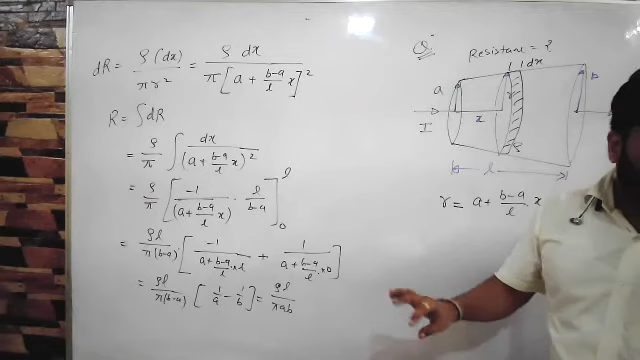 dR = ρ (dx) / πr² = ρ dx / π[a + (b-a)/l x]²
R = ∫dR
= ρ/π ∫ dx / (a + (b-a)/l x)²
= ρ/π [ -1 / (a + (b-a)/l x) · l/(b-a) ]₀ˡ
= ρl / π(b-a) · [ -1 / (a + (b-a)/l ·×l) + 1 / (a + (b-a)/l ·×0) ]
= ρl / π(b-a) [ 1/a - 1/b ] = ρl / πab
Q.
Resistance = ?
dx
a
r
b
I
x
ρ
l
r = a + (b-a)/l · x